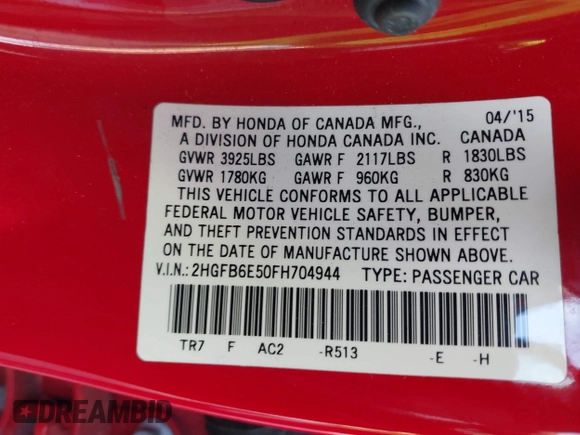 MFD. BY HONDA OF CANADA MFG., 04/'15
A DIVISION OF HONDA CANADA INC. CANADA
GVWR 3925LBS GAWR F 2117LBS R 1830LBS
GVWR 1780KG GAWR F 960KG R 830KG
THIS VEHICLE CONFORMS TO ALL APPLICABLE
FEDERAL MOTOR VEHICLE SAFETY, BUMPER,
AND THEFT PREVENTION STANDARDS IN EFFECT
ON THE DATE OF MANUFACTURE SHOWN ABOVE.
V.I.N.: 2HGFB6E50FH704944 TYPE: PASSENGER CAR
TR7 F AC2 -R513 -E -H
DREAMBID